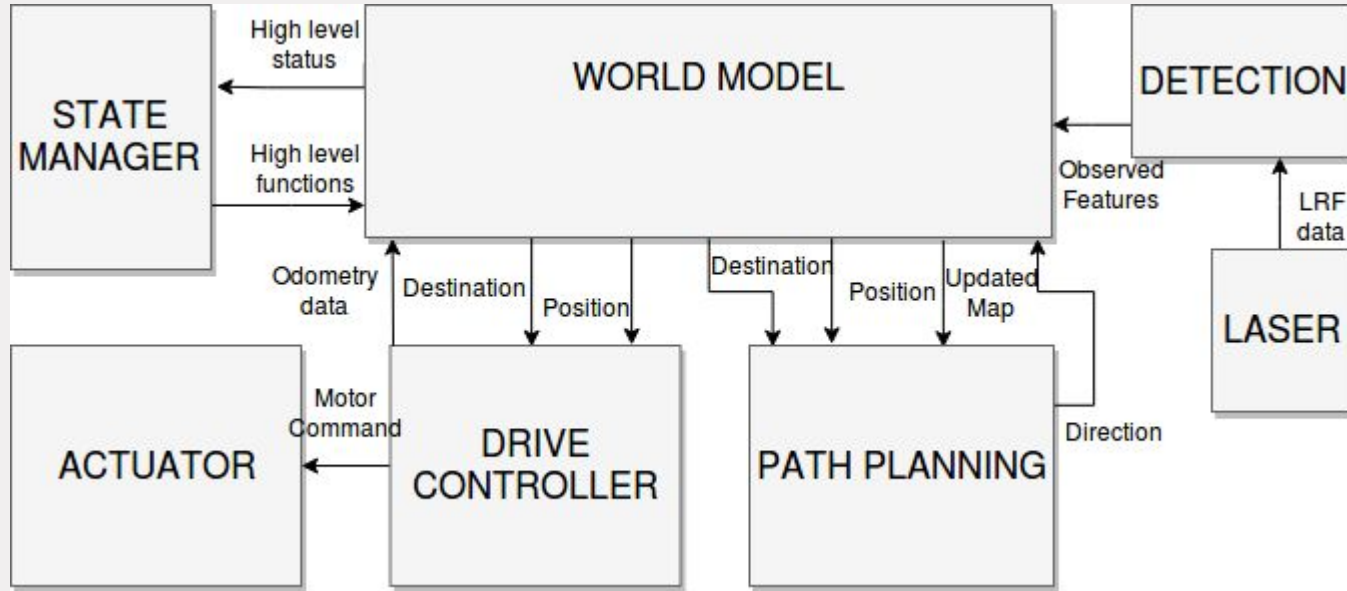 High level
status
WORLD MODEL
DETECTION
STATE
MANAGER
High level
functions
Observed
Features
LRF
data
Odometry
data
Destination
Position
Destination
Position
Updated
Map
LASER
Motor
Command
ACTUATOR
DRIVE
CONTROLLER
PATH PLANNING
Direction